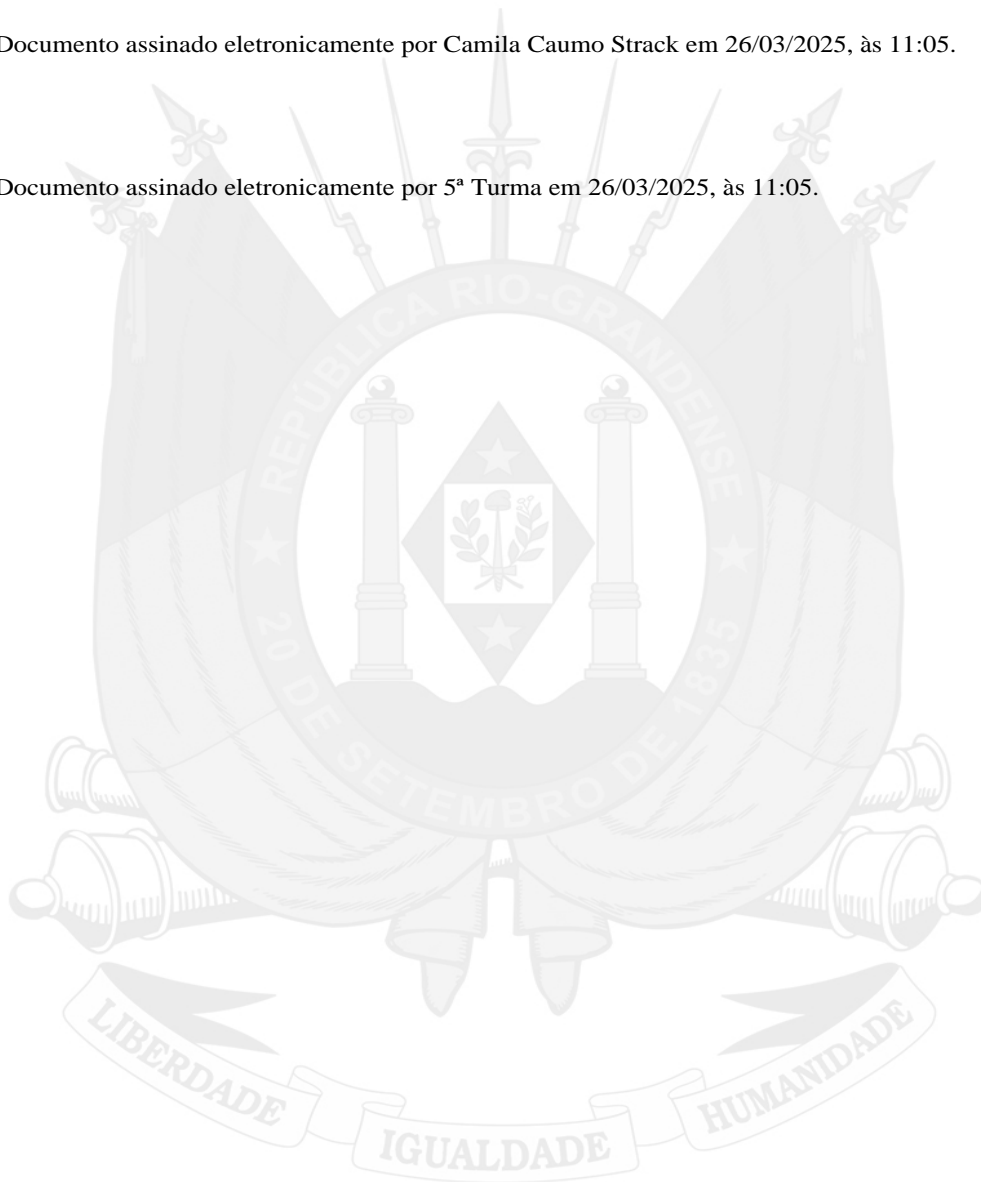 Documento assinado eletronicamente por Camila Caumo Strack em 26/03/2025, às 11:05.
Documento assinado eletronicamente por 5ª Turma em 26/03/2025, às 11:05.
REPÚBLICA RIO-GRANDENSE
20 DE SETEMBRO DE 1835
LIBERDADE
IGUALDADE
HUMANIDADE